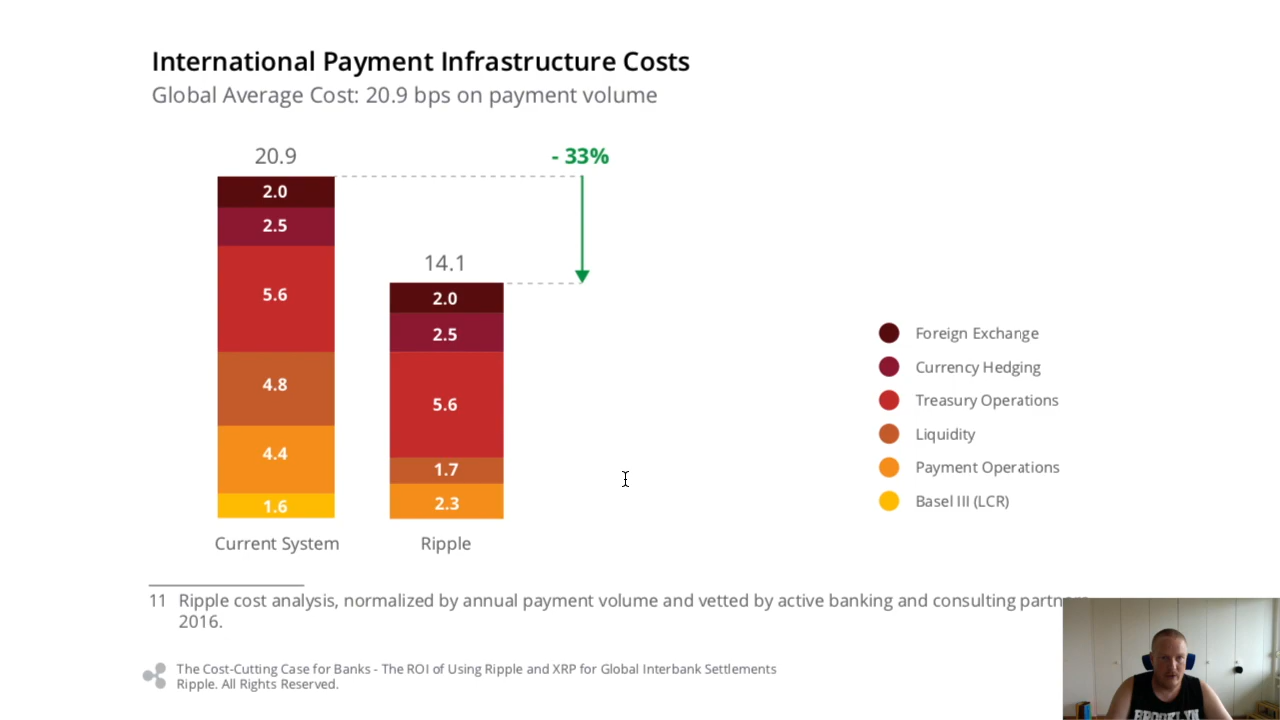 International Payment Infrastructure Costs
Global Average Cost: 20.9 bps on payment volume
20.9
- 33%
2.0
2.5
5.6
4.8
4.4
1.6
14.1
2.0
2.5
5.6
1.7
2.3
Current System
Ripple
Foreign Exchange
Currency Hedging
Treasury Operations
Liquidity
Payment Operations
Basel III (LCR)
11 Ripple cost analysis, normalized by annual payment volume and vetted by active banking and consulting
2016.
The Cost-Cutting Case for Banks - The ROI of Using Ripple and XRP for Global Interbank Settlements
Ripple. All Rights Reserved.
BROOKLYN